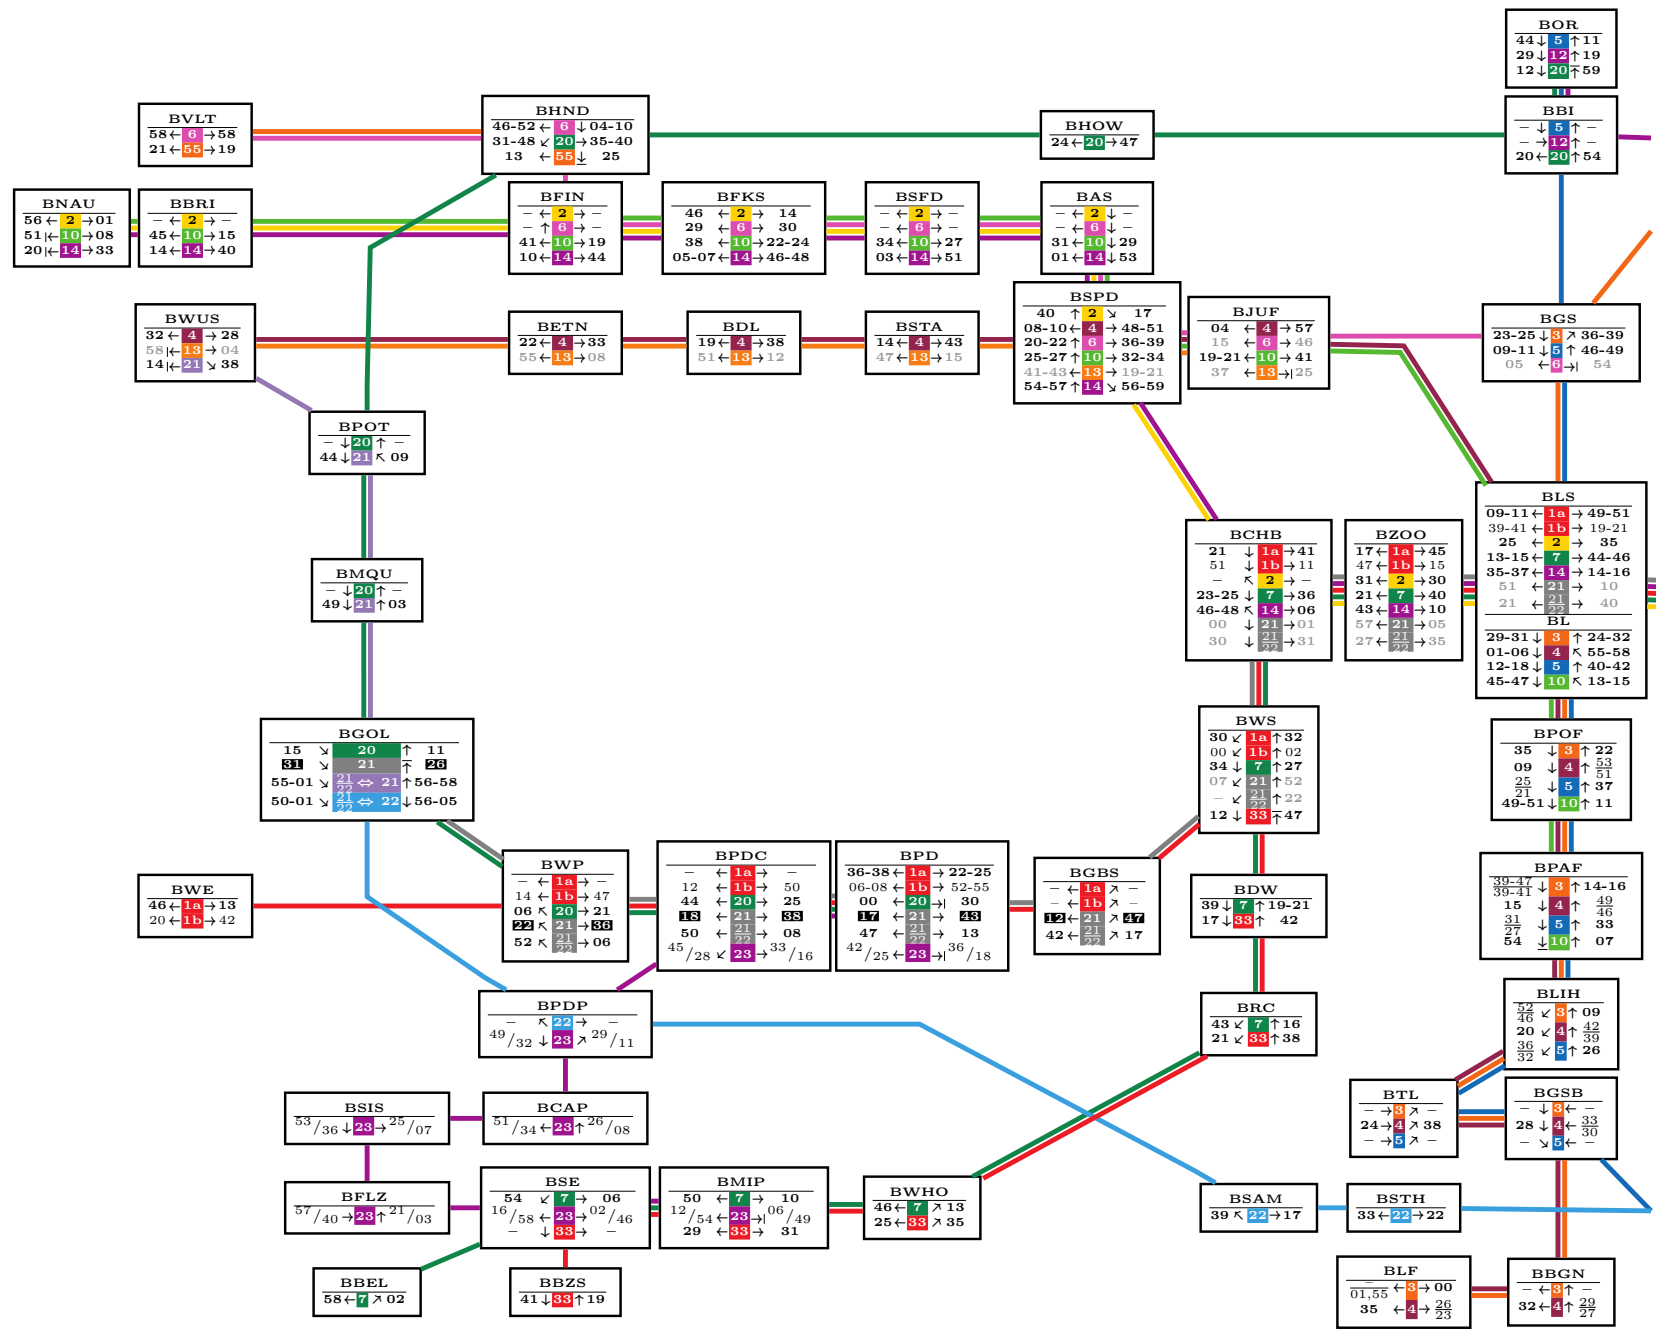 BOR
44↓ 5 ↑11
29↓ 12 ↑19
12↓ 20 ↑59
BBI
– ↓ 5 ↑ –
– → 12 ↑ –
20← 20 ↑54
BVLT
58← 6 →58
21← 55 →19
BHND
46-52 ← 6 ↓04-10
31-48 ↙ 20 →35-40
13 ← 55 ↓ 25
BHOW
24← 20 →47
BNAU
56 ← 2 →01
51 ← 10 →08
20 ← 14 →33
BBRI
– ← 2 → –
45← 10 →15
14← 14 →40
BFIN
– ← 2 → –
– ↑ 6 → –
41← 10 →19
10← 14 →44
BFKS
46 ← 2 → 14
29 ← 6 → 30
38 ← 10 →22-24
05-07← 14 →46-48
BSFD
– ← 2 → –
– ← 6 → –
34← 10 →27
03← 14 →51
BAS
– ← 2 ↓ –
– ← 6 ↓ –
31← 10 ↓29
01← 14 ↓53
BWUS
32 ← 4 → 28
58 ← 13 → 04
14 ← 21 ↘ 38
BETN
22← 4 →33
55← 13 →08
BDL
19← 4 →38
51← 13 →12
BSTA
14← 4 →43
47← 13 →15
BSPD
40 ↑ 2 ↘ 17
08-10← 4 → 48-51
20-22↑ 6 → 36-39
25-27↑ 10 → 32-34
41-43← 13 → 19-21
54-57↑ 14 ↘ 56-59
BJUF
04 ← 4 → 57
15 ← 6 → 46
19-21← 10 → 41
37 ← 13 → 25
BGS
23-25 ↓ 3 ↗ 36-39
09-11 ↓ 5 ↑ 46-49
05 ← 6 → 54
BPOT
– ↓ 20 ↑ –
44↓ 21 ↖ 09
BLS
09-11← 1a → 49-51
39-41← 1b → 19-21
25 ← 2 → 35
13-15← 7 → 44-46
35-37← 14 → 14-16
51 ← 21 → 10
21 ← 21/22 → 40
BL
29-31↓ 3 ↑ 24-32
01-06↓ 4 ↖ 55-58
12-18↓ 5 ↑ 40-42
45-47↓ 10 ↖ 13-15
BCHB
21 ↓ 1a →41
51 ↓ 1b →11
– ↖ 2 → –
23-25 ↓ 7 →36
46-48 ↖ 14 →06
00 ↓ 21 →01
30 ↓ 21/22 →31
BZOO
17← 1a →45
47← 1b →15
31← 2 →30
21← 7 →40
43← 14 →10
57← 21 →05
27← 21/22 →35
BMQU
– ↓ 20 ↑ –
49↓ 21 ↑03
BGOL
15 ↘ 20 ↑ 11
31 ↘ 21 ↑ 26
55-01 ↘ 21/22 ⇔ 21 ↑56-58
50-01 ↘ 21/22 ⇔ 22 ↓56-05
BWS
30 ↙ 1a ↑32
00 ↙ 1b ↑02
34 ↓ 7 ↑27
07 ↙ 21 ↑52
– ↙ 21/22 ↑22
12 ↓ 33 ↑47
BPOF
35 ↓ 3 ↑ 22
09 ↓ 4 ↑ 53/51
25/21 ↓ 5 ↑ 37
49-51↓ 10 ↑ 11
BWE
46← 1a →13
20← 1b →42
BWP
– ← 1a → –
14 ← 1b → 47
06 ↖ 20 → 21
22 ↖ 21 → 36
52 ↖ 21/22 → 06
BPDC
– ← 1a → –
12 ← 1b → 50
44 ← 20 → 25
18 ← 21 → 38
50 ← 21/22 → 08
45/28 ↙ 23 → 33/16
BPD
36-38 ← 1a → 22-25
06-08 ← 1b → 52-55
00 ← 20 → 30
17 ← 21 → 43
47 ← 21/22 → 13
42/25 ← 23 → 36/18
BGBS
– ← 1a ↗ –
– ← 1b ↗ –
12← 21 ↗ 47
42← 21/22 ↗ 17
BDW
39↓ 7 ↑19-21
17↓ 33 ↑ 42
BPAF
39-47/39-41 ↓ 3 ↑14-16
15 ↓ 4 ↑ 49/46
31/27 ↓ 5 ↑ 33
54 ↓ 10 ↑ 07
BPDP
– ↖ 22 → –
49/32 ↓ 23 ↗ 29/11
BRC
43 ↙ 7 ↑16
21 ↙ 33 ↑38
BLIH
52/46 ↙ 3 ↑ 09
20 ↙ 4 ↑ 42/39
36/32 ↙ 5 ↑ 26
BSIS
53/36 ↓ 23 → 25/07
BCAP
51/34 ← 23 ↑ 26/08
BTL
– → 3 ↗ –
24→ 4 ↗ 38
– → 5 ↗ –
BGSB
– ↓ 3 ← –
28 ↓ 4 ← 33/30
– ↘ 5 ← –
BFLZ
57/40 → 23 ↑ 21/03
BSE
54 ↙ 7 → 06
16/58 ← 23 → 02/46
– ↓ 33 → –
BMIP
50 ← 7 → 10
12/54 ← 23 → 06/49
29 ← 33 → 31
BWHO
46← 7 ↗ 13
25← 33 ↗ 35
BSAM
39 ↖ 22 →17
BSTH
33← 22 →22
BBEL
58← 7 ↗ 02
BBZS
41↓ 33 ↑19
BLF
–/01,55 ← 3 → 00
35 ← 4 → 26/23
BBGN
– ← 3 ↑ –
32← 4 ↑ 29/27